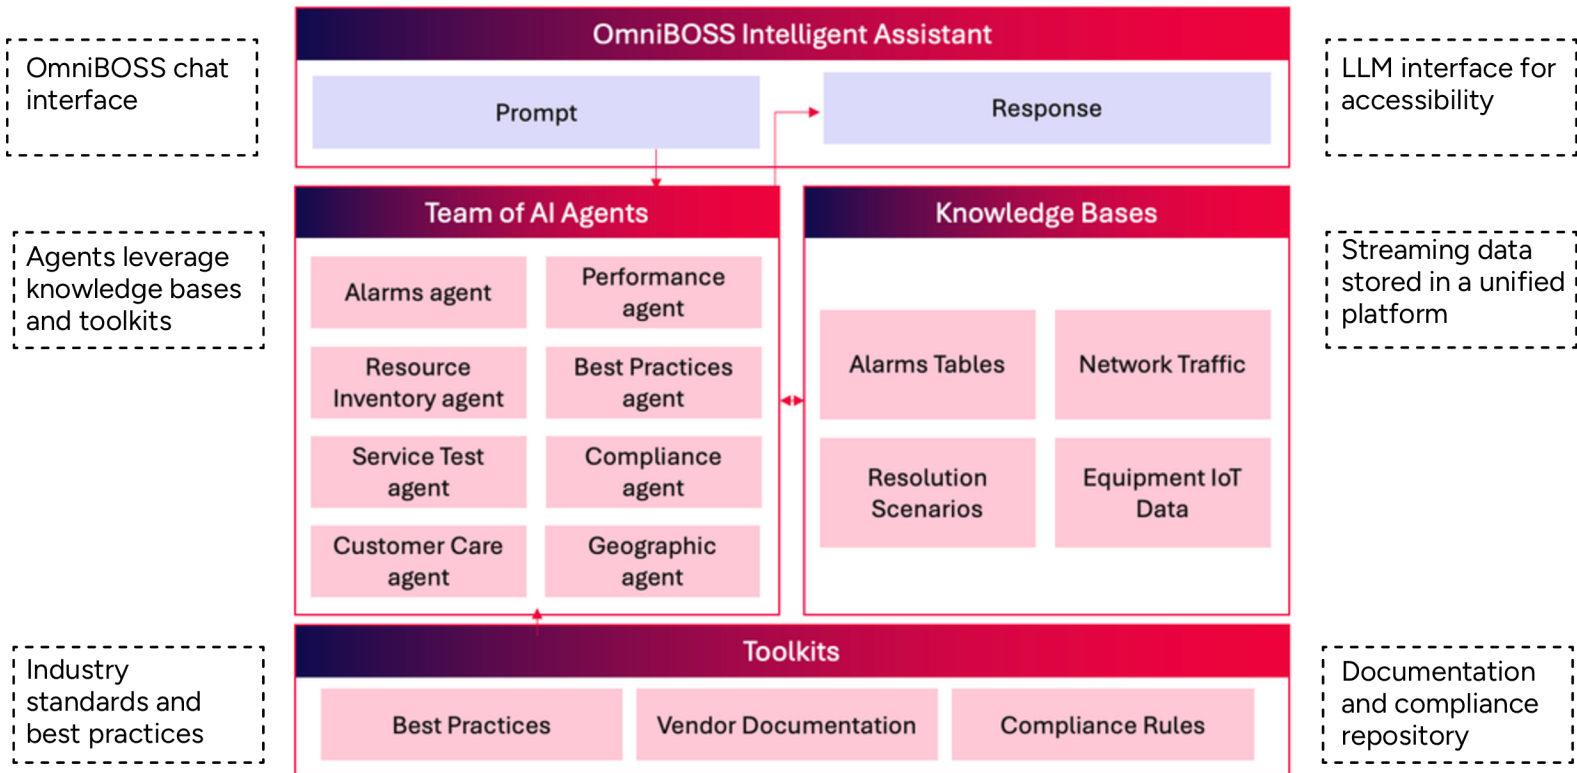 OmniBOSS Intelligent Assistant
OmniBOSS chat
interface
Prompt
Response
LLM interface for
accessibility
Team of AI Agents
Knowledge Bases
Agents leverage
knowledge bases
and toolkits
Alarms agent
Performance
agent
Resource
Inventory agent
Best Practices
agent
Service Test
agent
Compliance
agent
Customer Care
agent
Geographic
agent
Alarms Tables
Network Traffic
Resolution
Scenarios
Equipment IoT
Data
Streaming data
stored in a unified
platform
Toolkits
Industry
standards and
best practices
Best Practices
Vendor Documentation
Compliance Rules
Documentation
and compliance
repository